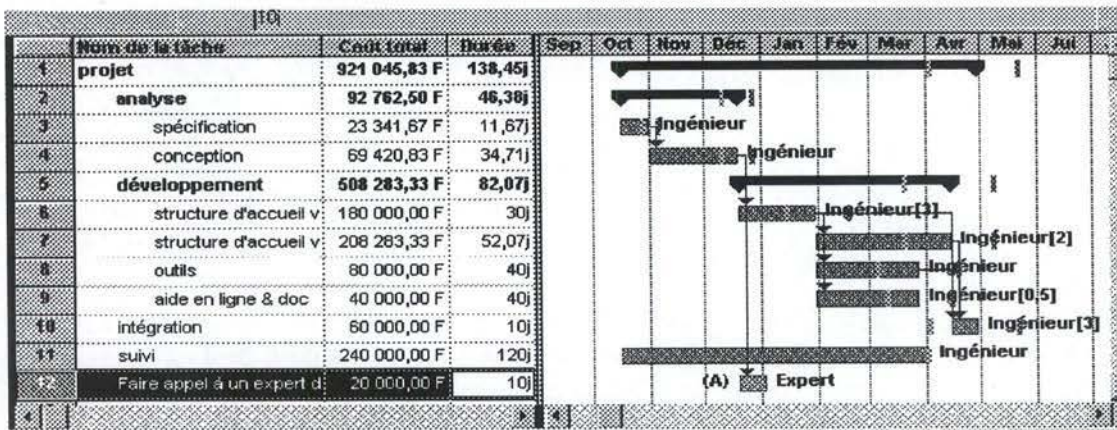 10j
Nom de la tâche Coût total Durée Sep Oct Nov Déc Jan Fév Mar Avr Mai Jui
1 projet 921 045,83 F 138,45j
2 analyse 92 762,50 F 46,38j
3 spécification 23 341,67 F 11,67j Ingénieur
4 conception 69 420,83 F 34,71j Ingénieur
5 développement 508 283,33 F 82,07j
6 structure d'accueil v 180 000,00 F 30j Ingénieur[3]
7 structure d'accueil v 208 283,33 F 52,07j Ingénieur[2]
8 outils 80 000,00 F 40j Ingénieur
9 aide en ligne & doc 40 000,00 F 40j Ingénieur[0.5]
10 intégration 60 000,00 F 10j Ingénieur[3]
11 suivi 240 000,00 F 120j Ingénieur
12 Faire appel à un expert d 20 000,00 F 10j (A) Expert